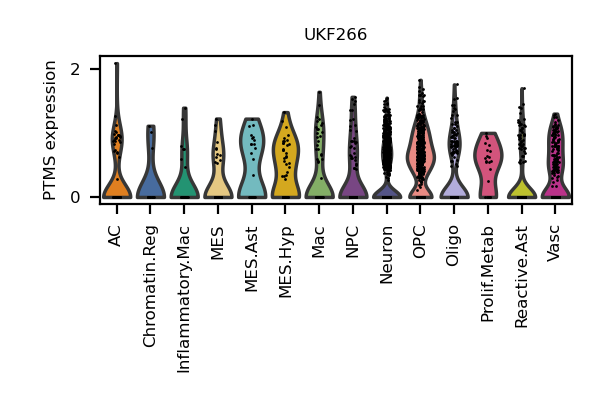 UKF266
PTMS expression
2
0
AC
Chromatin.Reg
Inflammatory.Mac
MES
MES.Ast
MES.Hyp
Mac
NPC
Neuron
OPC
Oligo
Prolif.Metab
Reactive.Ast
Vasc